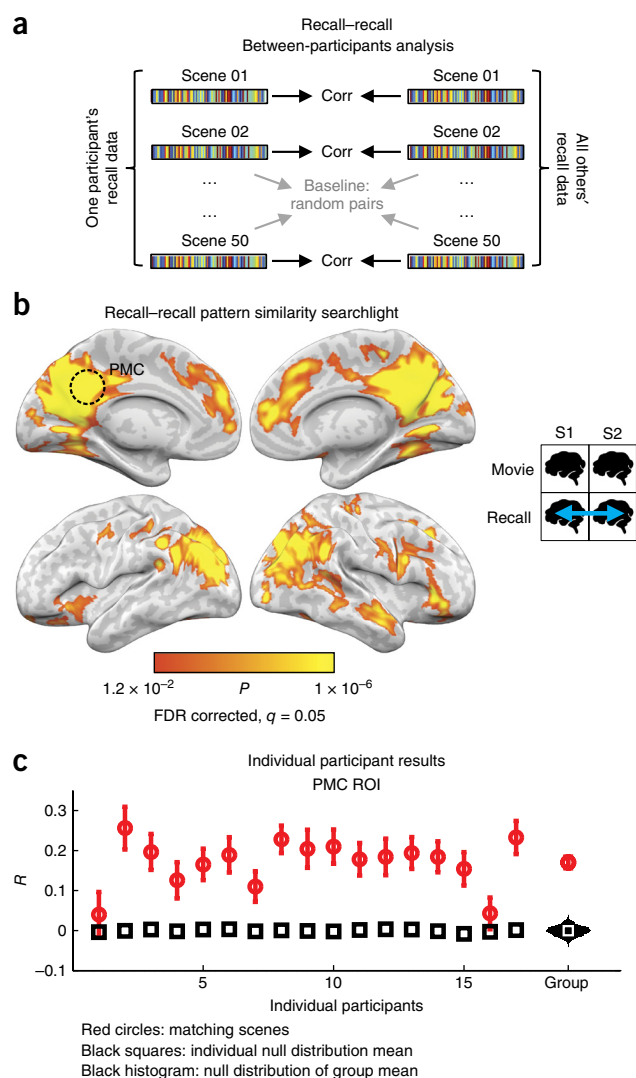 a
Recall–recall
Between-participants analysis
One participant's
recall data
Scene 01
Corr
Scene 01
Scene 02
Corr
Scene 02
...
Baseline:
random pairs
...
...
...
Scene 50
Corr
Scene 50
All others'
recall data
b
Recall–recall pattern similarity searchlight
PMC
S1 S2
Movie
Recall
1.2 × 10⁻² P 1 × 10⁻⁶
FDR corrected, q = 0.05
c
Individual participant results
PMC ROI
R
0.3
0.2
0.1
0
–0.1
5 10 15 Group
Individual participants
Red circles: matching scenes
Black squares: individual null distribution mean
Black histogram: null distribution of group mean